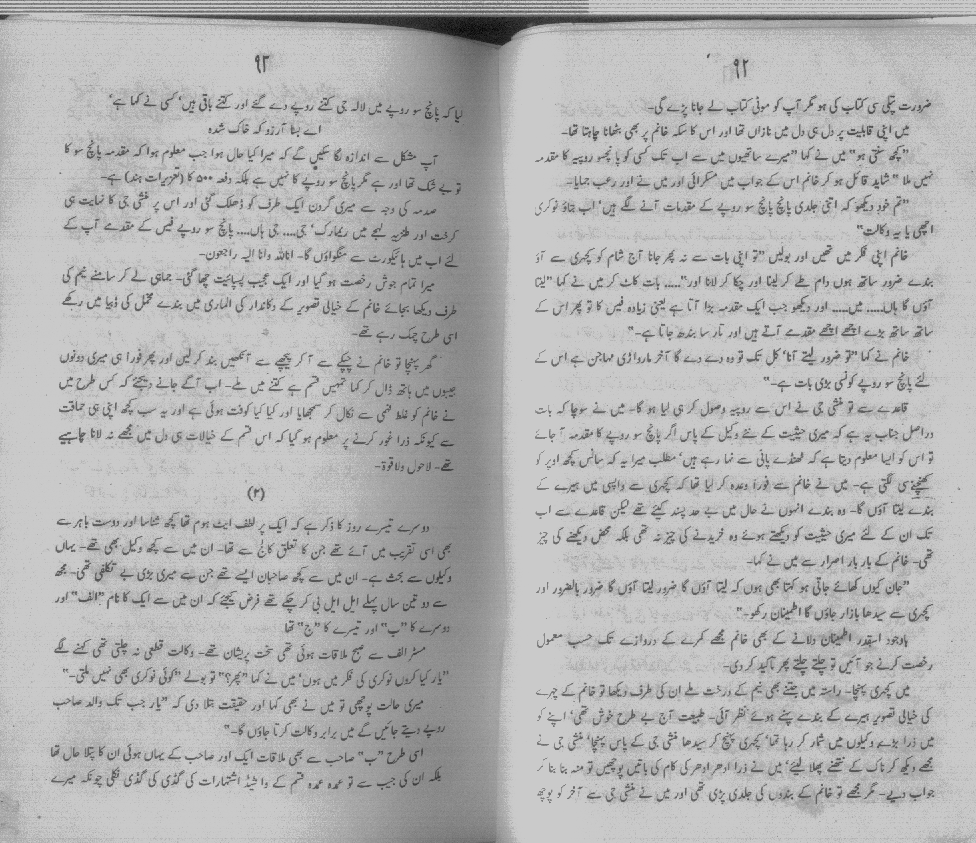 ۹۲
ضرورت پتلی سی کتاب کی ہو مگر آپ کو موٹی کتاب لے جانا پڑے گی۔
میں اپنی قابلیت پر دل ہی دل میں نازاں تھا اور اس کا سکہ خانم پر بھی بٹھانا چاہتا تھا۔
"کچھ سنتی ہو" میں نے کہا "میرے ساتھیوں میں سے اب تک کسی کو پانچسو روپیہ کا مقدمہ
نہیں ملا" شاید قائل ہو کر خانم اس کے جواب میں مسکرائی اور میں نے اور رعب جمایا۔
"تم خود دیکھو کہ اتنی جلدی پانچ پانچ سو روپے کے مقدمات آنے لگے ہیں' اب بتاؤ نوکری
اچھی یا یہ وکالت"
خانم اپنی فکر میں تھیں اور بولیں "تو اپنی بات سے نہ پھر جانا آج شام کو کچہری سے آؤ
بندے ضرور ساتھ ہوں دام طے کر لینا اور چکا کر لانا اور"..... بات کاٹ کر میں نے کہا "لیتا
آؤں گا ہاں..... میں.... اور دیکھو جب ایک مقدمہ بڑا آتا ہے یعنی زیادہ فیس کا تو پھر اس کے
ساتھ ساتھ بڑے اچھے اچھے مقدمے آتے ہیں اور تار سا بندھ جاتا ہے۔"
خانم نے کہا "تو ضرور لیتے آنا' کل تک تو وہ دے دے گا آخر مارواڑی مہاجن ہے اس کے
لئے پانچ سو روپے کونسی بڑی بات ہے۔"
قاعدے سے تو منشی جی نے اس سے روپیہ وصول کر ہی لیا ہو گا۔ میں نے سوچا کہ بات
دراصل جناب یہ ہے کہ میری حیثیت کے نئے وکیل کے پاس اگر پانچ سو روپے کا مقدمہ آ جائے
تو اس کو ایسا معلوم دیتا ہے کہ ٹھنڈے پانی سے نہا رہے ہیں' مطلب میرا یہ کہ سانس کچھ اوپر کو
کھنچنے سی لگتی ہے۔ میں نے خانم سے فوراً وعدہ کر لیا تھا کہ کچہری سے واپسی میں ہیرے کے
بندے لیتا آؤں گا۔ وہ بندے انہوں نے حال میں بے حد پسند کیئے تھے لیکن قاعدے سے اب
تک ان کے لئے میری حیثیت کو دیکھتے ہوئے وہ خریدنے کی چیز نہ تھی بلکہ محض دیکھنے کی چیز
تھی۔ خانم کے بار بار اصرار سے میں نے کہا۔
"جان کیوں کھائے جاتی ہو کہتا بھی ہوں کہ لیتا آؤں گا ضرور لیتا آؤں گا ضرور بالضرور اور
کچہری سے سیدھا بازار جاؤں گا اطمینان رکھو۔"
باوجود اسقدر اطمینان دلانے کے بھی خانم مجھے کمرے کے دروازے تک حسب معمول
رخصت کرنے جو آئیں تو چلتے چلتے پھر تاکید کر دی۔
میں کچہری پہنچا۔ راستہ میں جتنے بھی نیم کے درخت ملے ان کی طرف دیکھا تو خانم کے چہرے
کی خیالی تصویر ہیرے کے بندے پہنے ہوئے نظر آئی۔ طبیعت آج بے طرح خوش تھی' اپنے کو
میں ذرا بڑے وکیلوں میں شمار کر رہا تھا' کچہری پہنچ کر سیدھا منشی جی کے پاس پہنچا' منشی جی نے
مجھے دیکھ کر ناک کے نتھنے پھلا لیئے' میں نے ذرا ادھر ادھر کی کام کی باتیں پوچھیں تو منہ بنا بنا کر
جواب دیے۔ مگر مجھے تو خانم کے بندوں کی جلدی پڑی تھی اور میں نے منشی جی سے آخر کو پوچھ
۹۳
لیا کہ پانچ سو روپے میں لالہ جی کتنے روپے دے گئے اور کتنے باقی ہیں' کسی نے کہا ہے'
اے بسا آرزو کہ خاک شدہ
آپ مشکل سے اندازہ لگا سکیں گے کہ میرا کیا حال ہوا جب معلوم ہوا کہ مقدمہ پانچ سو کا
تو بے شک تھا اور ہے مگر پانچ سو روپے کا نہیں ہے بلکہ دفعہ ۵۰۰ کا (تعزیرات ہند) ہے۔
صدمہ کی وجہ سے میری گردن ایک طرف کو ڈھلک گئی اور اس پر منشی جی کا نہایت ہی
کرخت اور طنزیہ لہجے میں ریمارک' جی.... جی ہاں.... پانچ سو روپے فیس کے مقدمے آپ کے
لئے اب میں ہائیکورٹ سے منگواؤں گا۔ اناللہ وانا الیہ راجعون۔
میرا تمام جوش رخصت ہو گیا اور ایک عجیب پسپائیت چھا گئی۔ جماہی لے کر سامنے نیم کی
طرف دیکھا بجائے خانم کے خیالی تصویر کے دکاندار کی الماری میں بندے مخمل کی ڈبیا میں رکھے
اسی طرح چمک رہے تھے۔
گھر پہنچا تو خانم نے چپکے سے آ کر پیچھے سے آنکھیں بند کر لیں اور پھر فوراً ہی میری دونوں
جیبوں میں ہاتھ ڈال کر کہا تمہیں قسم ہے کتنے میں ملے۔ اب آگے جانے دیجئے کہ کس طرح میں
نے خانم کو غلط فہمی سے نکال کر سمجھایا اور کیا کیا کوفت ہوئی ہے اور یہ سب کچھ اپنی ہی حماقت
سے کیونکہ ذرا غور کرنے پر معلوم ہو گیا کہ اس قسم کے خیالات ہی دل میں مجھے نہ لانا چاہیے
تھے۔ لاحول ولاقوۃ۔
(۲)
دوسرے تیسرے روز کا ذکر ہے کہ ایک پر لطف ایٹ ہوم تھا کچھ شناسا اور دوست باہر سے
بھی اسی تقریب میں آئے تھے جن کا تعلق کالج سے تھا۔ ان میں سے کچھ وکیل بھی تھے۔ یہاں
وکیلوں سے بحث ہے۔ ان میں سے کچھ صاحبان ایسے تھے جن سے میری بڑی بے تکلفی تھی۔ مجھ
سے دو تین سال پہلے ایل ایل بی کر چکے تھے فرض کیجئے کہ ان میں سے ایک کا نام "الف" اور
دوسرے کا "ب" اور تیسرے کا "ج" تھا
مسٹر الف سے صبح ملاقات ہوئی تھی سخت پریشان تھے۔ وکالت قطعی نہ چلتی تھی کہنے لگے
"یار کیا کروں نوکری کی فکر میں ہوں' میں نے کہا "پھر؟" تو بولے "کوئی نوکری بھی نہیں ملتی۔"
میری حالت پوچھی تو میں نے بھی کہا اور حقیقت بتلا دی کہ "یار جب تک والد صاحب
روپے دیتے جائیں گے میں برابر وکالت کرتا جاؤں گا۔"
اسی طرح "ب" صاحب سے بھی ملاقات ایک اور صاحب کے یہاں ہوئی ان کا پتلا حال تھا
بلکہ ان کی جیب سے تو عمدہ عمدہ قسم کے وانٹیڈ اشتہارات کی گڈی کی گڈی نکلی چونکہ میرے